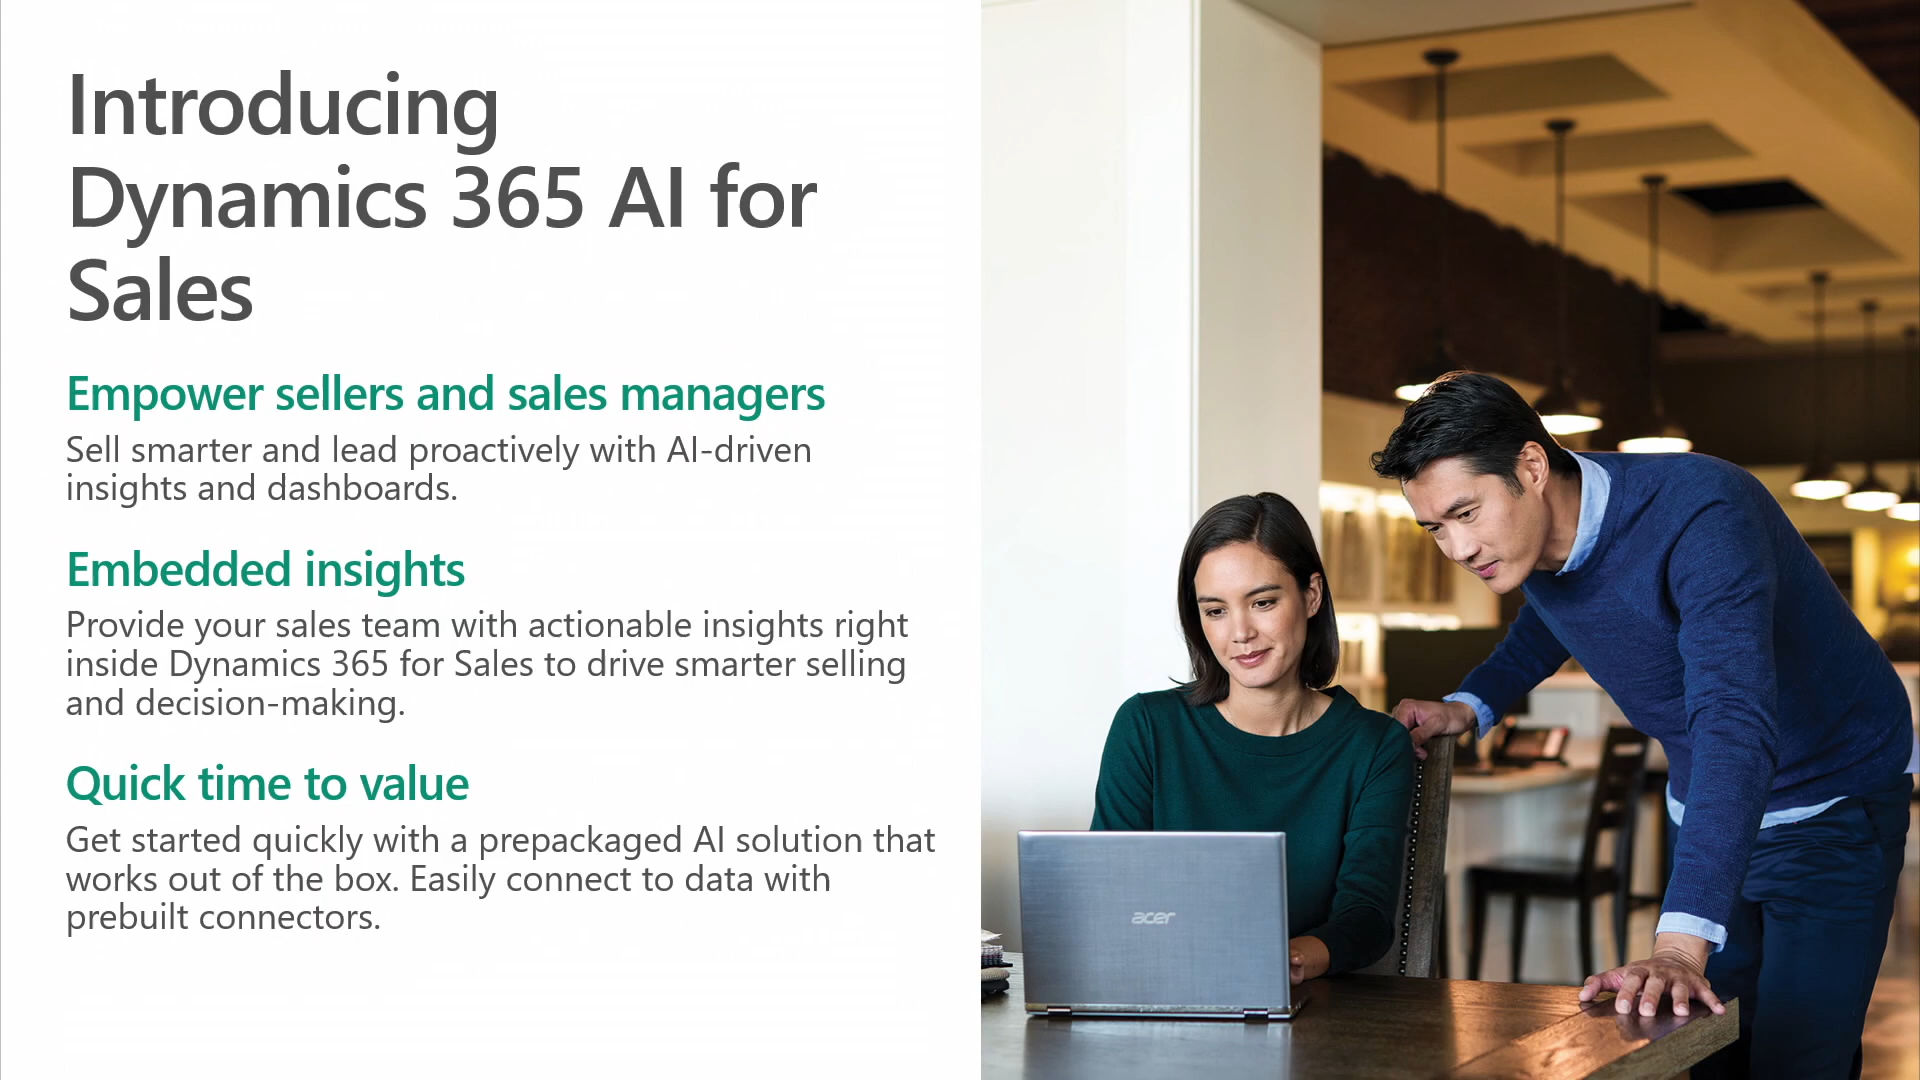 Introducing
Dynamics 365 AI for
Sales
Empower sellers and sales managers
Sell smarter and lead proactively with AI-driven
insights and dashboards.
Embedded insights
Provide your sales team with actionable insights right
inside Dynamics 365 for Sales to drive smarter selling
and decision-making.
Quick time to value
Get started quickly with a prepackaged AI solution that
works out of the box. Easily connect to data with
prebuilt connectors.
acer